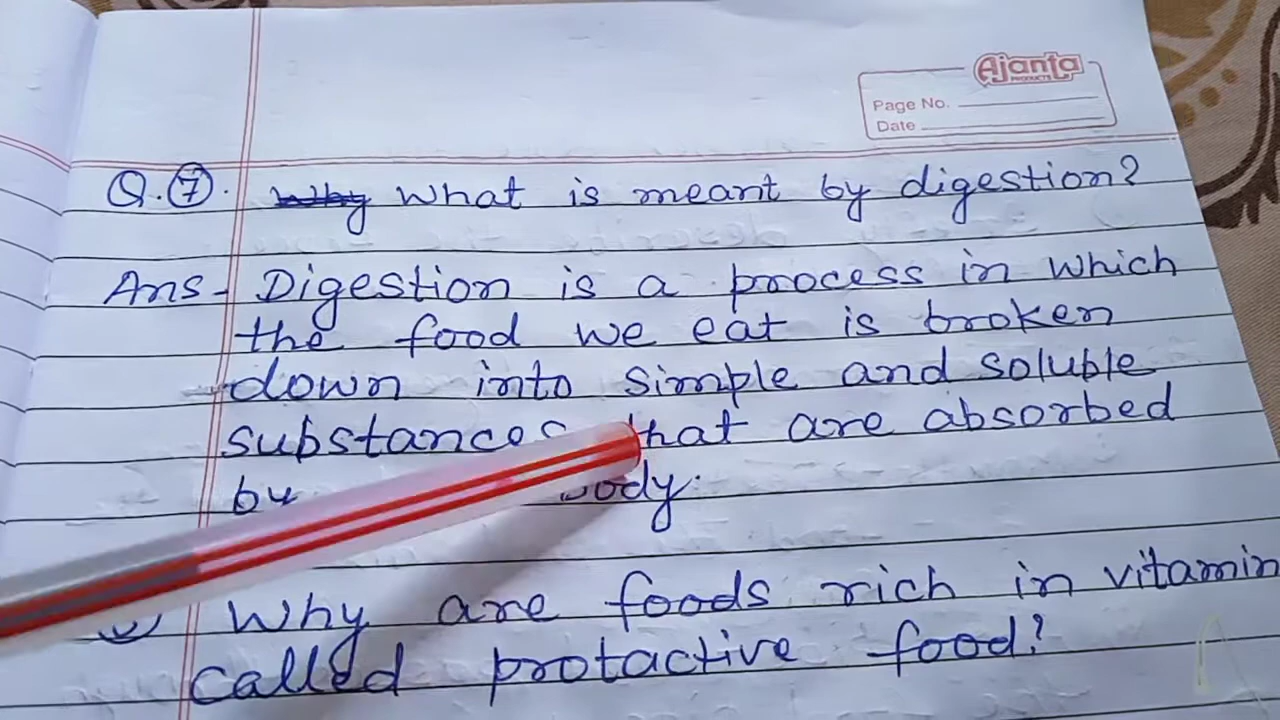 Ajanta
PRODUCTS
Page No.
Date
Q.7. Why What is meant by digestion?
Ans- Digestion is a process in which
the food we eat is broken
down into simple and soluble
substances that are absorbed
by body.
Why are foods rich in vitamin
called protactive food?